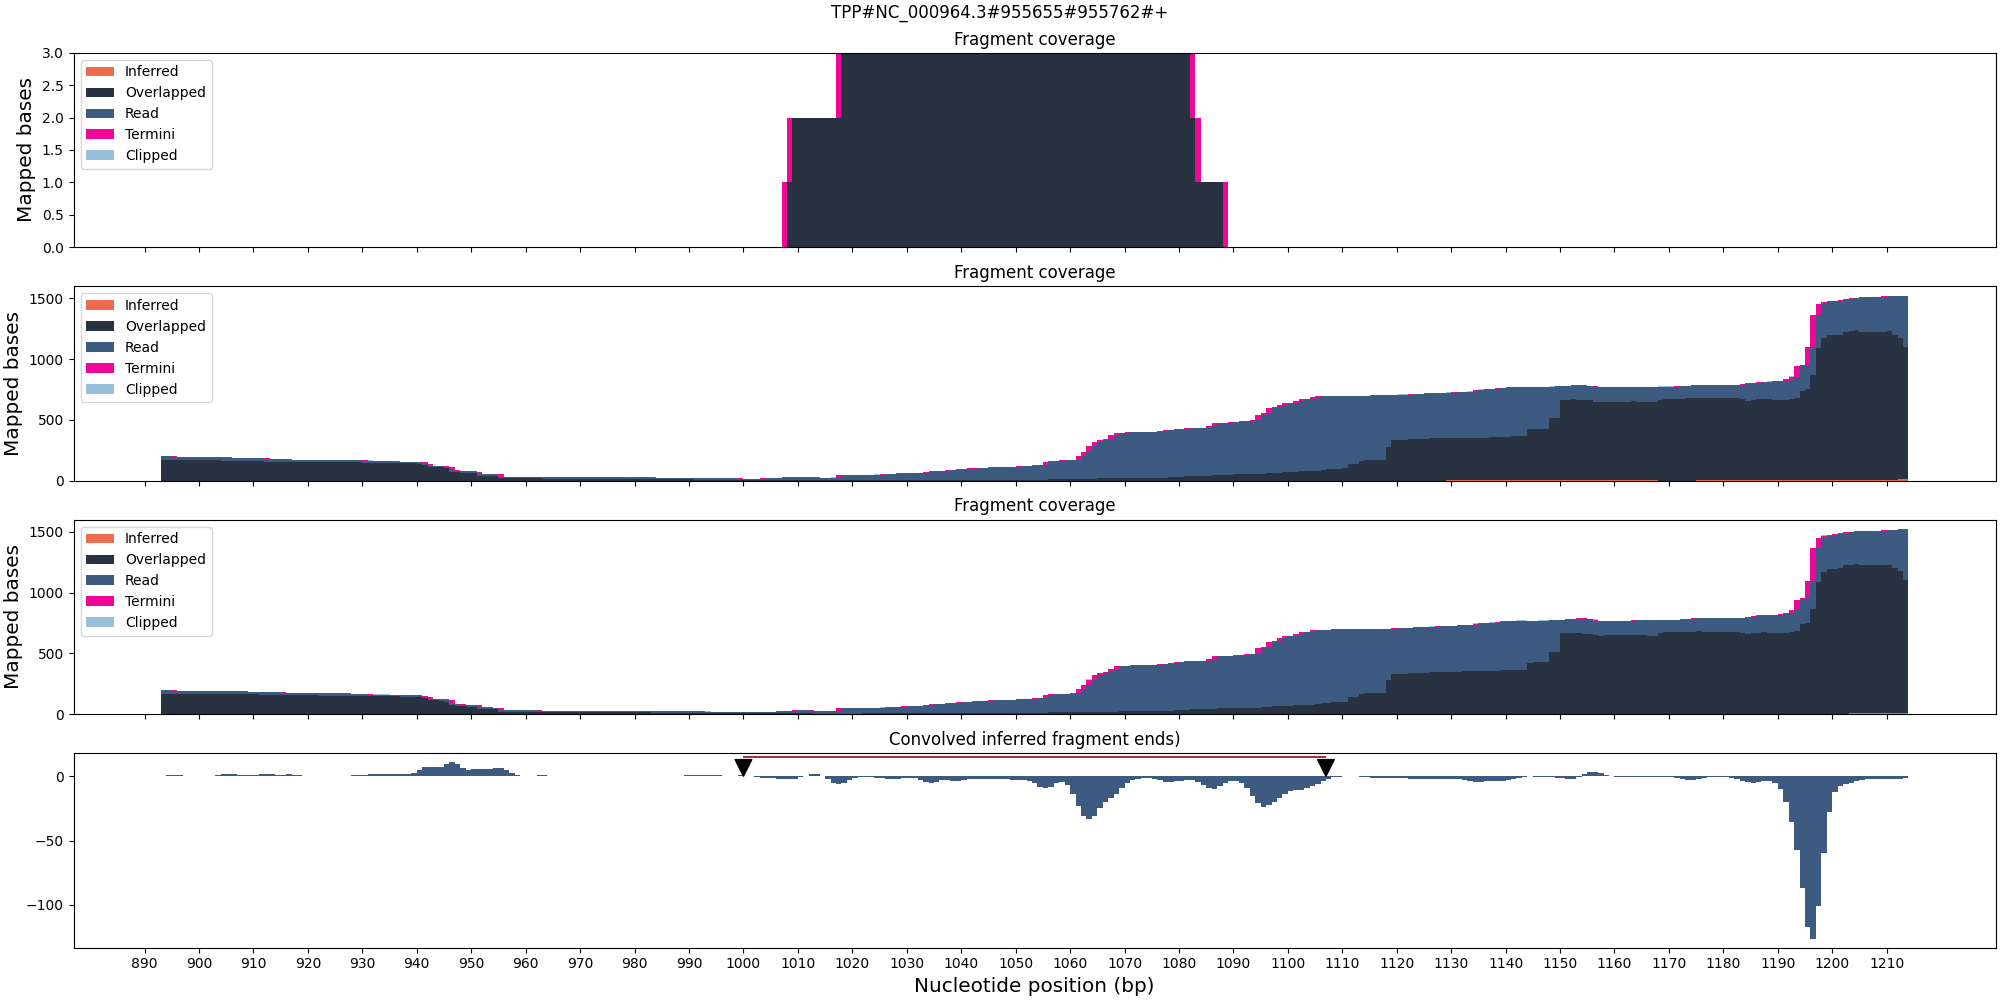 TPP#NC_000964.3#955655#955762#+
Fragment coverage
Mapped bases
3.0
2.5
2.0
1.5
1.0
0.5
0.0
Inferred
Overlapped
Read
Termini
Clipped
Fragment coverage
Mapped bases
1500
1000
500
0
Inferred
Overlapped
Read
Termini
Clipped
Fragment coverage
Mapped bases
1500
1000
500
0
Inferred
Overlapped
Read
Termini
Clipped
Convolved inferred fragment ends)
0
−50
−100
890 900 910 920 930 940 950 960 970 980 990 1000 1010 1020 1030 1040 1050 1060 1070 1080 1090 1100 1110 1120 1130 1140 1150 1160 1170 1180 1190 1200 1210
Nucleotide position (bp)